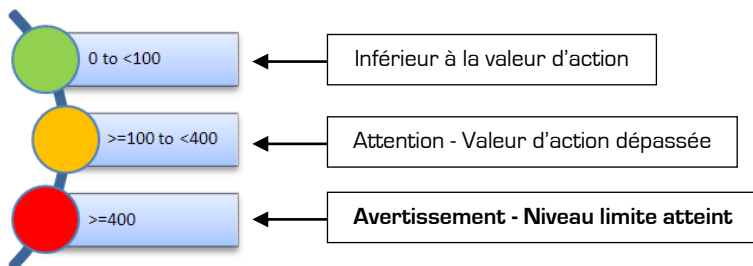 0 to <100
Inférieur à la valeur d'action
>=100 to <400
Attention - Valeur d'action dépassée
>=400
Avertissement - Niveau limite atteint